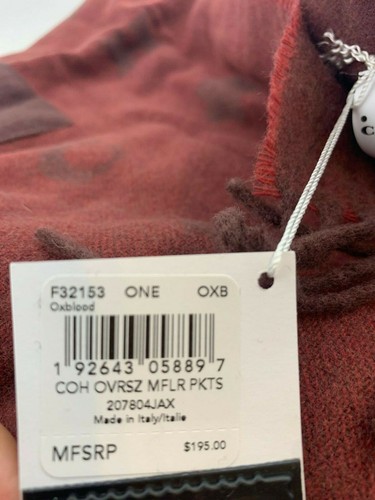 F32153 ONE OXB
Oxblood
1 92643 05889 7
COH OVRSZ MFLR PKTS
207804JAX
Made in Italy/Italie
MFSRP $195.00